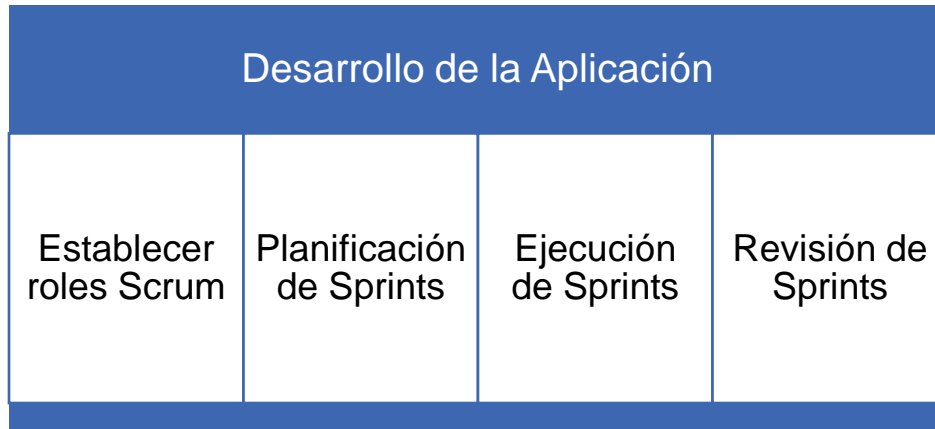 Desarrollo de la Aplicación
Establecer
roles Scrum
Planificación
de Sprints
Ejecución
de Sprints
Revisión de
Sprints